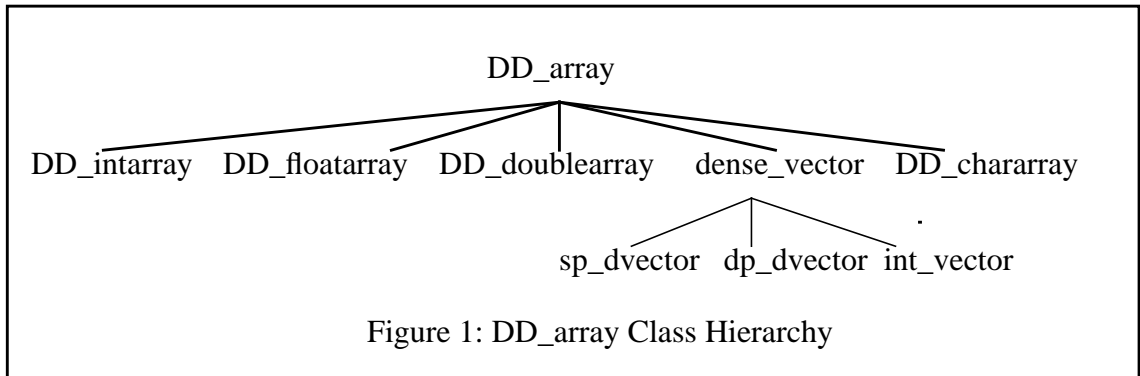 DD_array
DD_intarray DD_floatarray DD_doublearray dense_vector DD_chararray
sp_dvector dp_dvector int_vector
Figure 1: DD_array Class Hierarchy